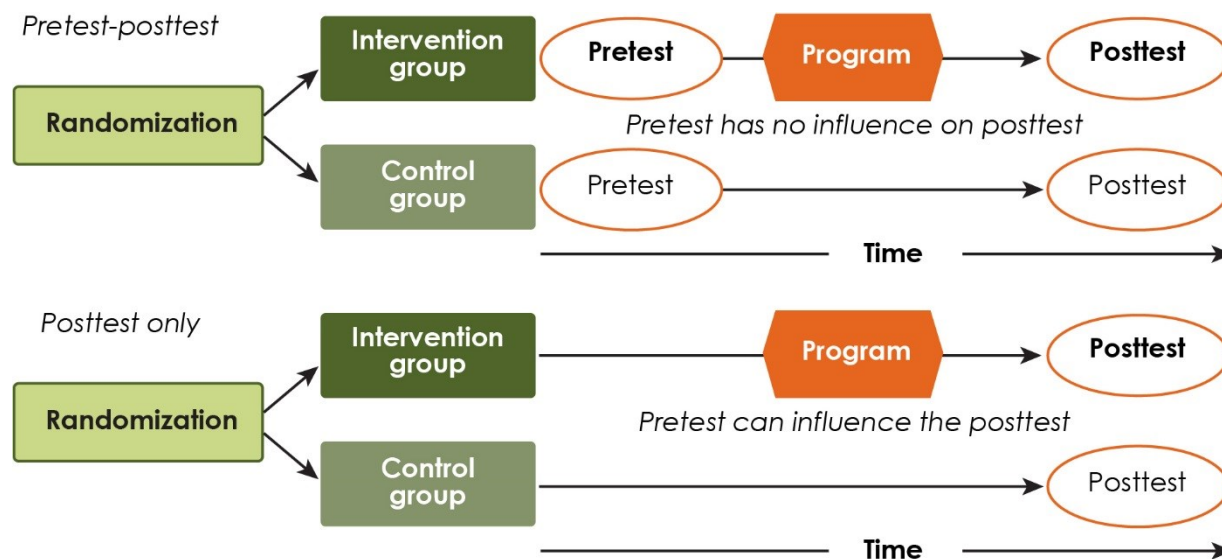 Pretest-posttest
Randomization
Intervention
group
Pretest
Program
Posttest
Pretest has no influence on posttest
Control
group
Pretest
Posttest
Time
Posttest only
Randomization
Intervention
group
Program
Posttest
Pretest can influence the posttest
Control
group
Posttest
Time